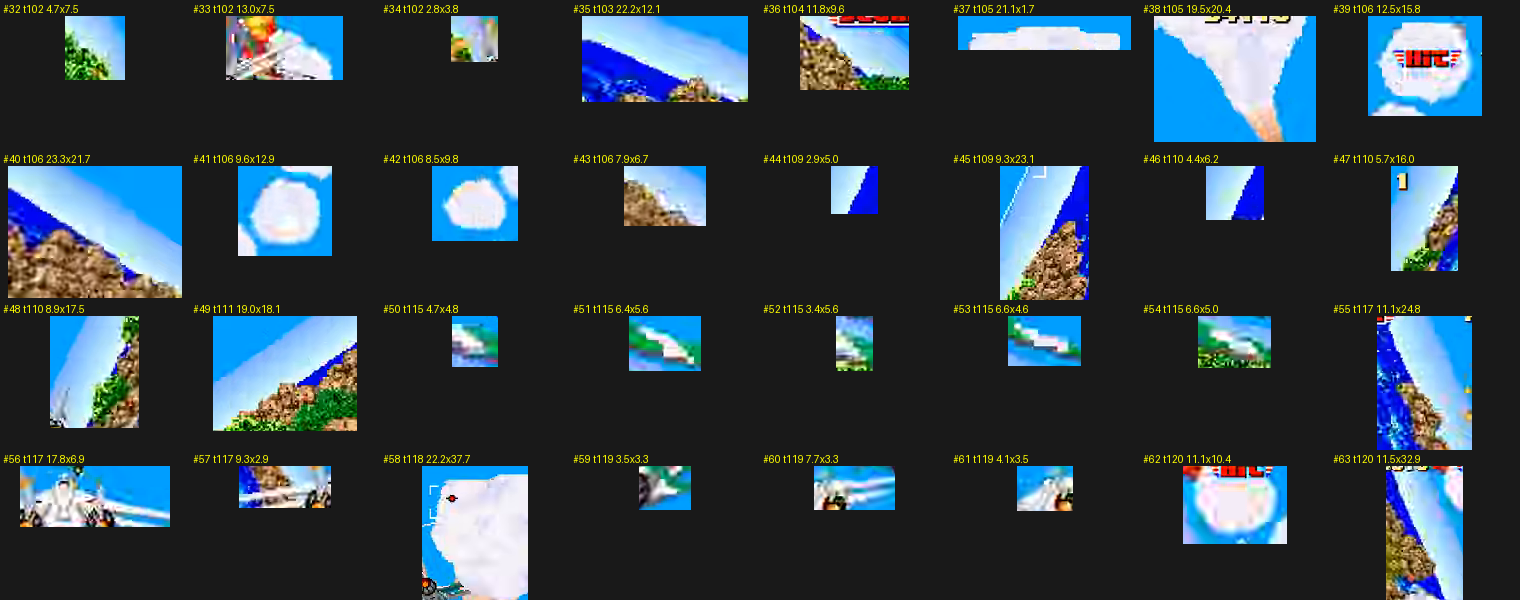 #32 t102 4.7x7.5 #33 t102 13.0x7.5 #34 t102 2.8x3.8 #35 t103 22.2x12.1 #36 t104 11.8x9.6 #37 t105 21.1x1.7 #38 t105 19.5x20.4 #39 t106 12.5x15.8
HIT
#40 t106 23.3x21.7 #41 t106 9.6x12.9 #42 t106 8.5x9.8 #43 t106 7.9x6.7 #44 t109 2.9x5.0 #45 t109 9.3x23.1 #46 t110 4.4x6.2 #47 t110 5.7x16.0
1
#48 t110 8.9x17.5 #49 t111 19.0x18.1 #50 t115 4.7x4.8 #51 t115 6.4x5.6 #52 t115 3.4x5.6 #53 t115 6.6x4.6 #54 t115 6.6x5.0 #55 t117 11.1x24.8
#56 t117 17.8x6.9 #57 t117 9.3x2.9 #58 t118 22.2x37.7 #59 t119 3.5x3.3 #60 t119 7.7x3.3 #61 t119 4.1x3.5 #62 t120 11.1x10.4 #63 t120 11.5x32.9
HIT